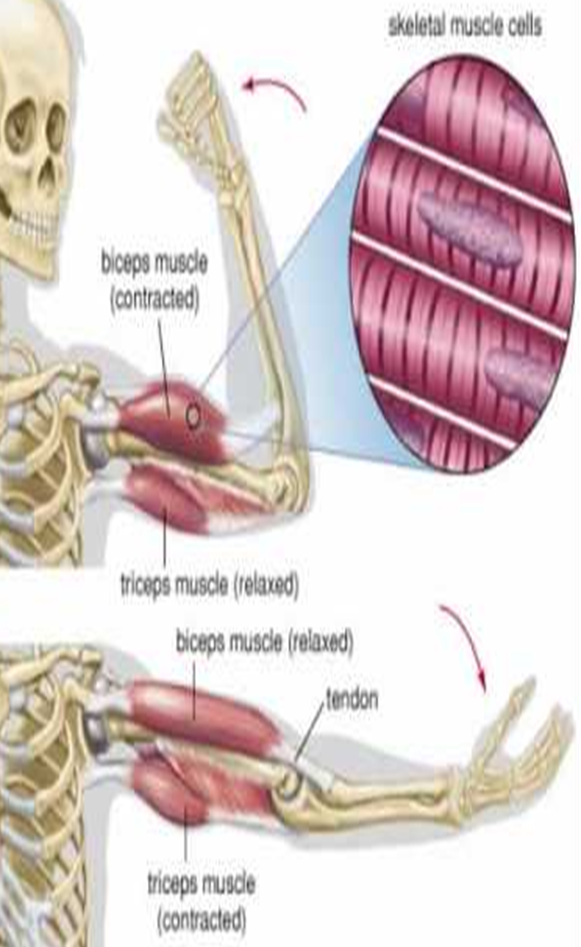 skeletal muscle cells
biceps muscle
(contracted)
triceps muscle (relaxed)
biceps muscle (relaxed)
tendon
triceps muscle
(contracted)